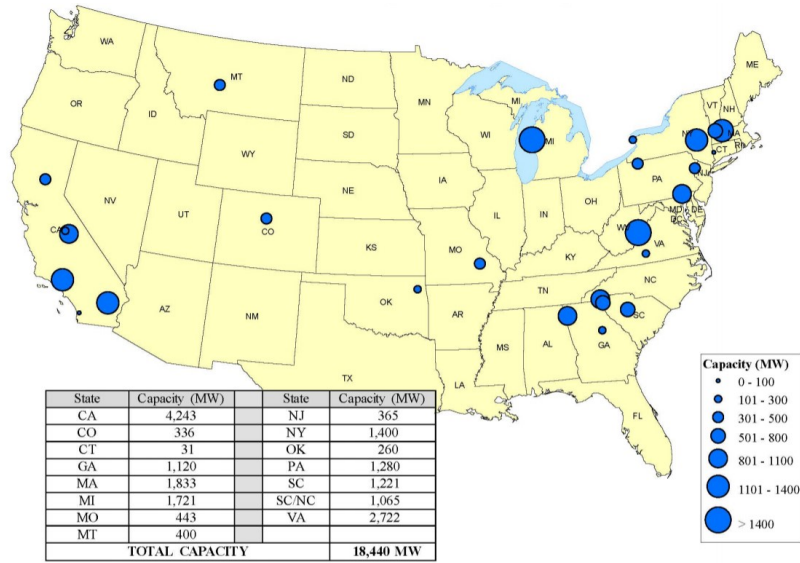 WA
MT
ND
MN
ME
VT
NH
OR
ID
SD
WI
MI
MI
NY
MA
CT
RI
WY
IA
PA
NJ
NE
NV
UT
CO
IL
IN
OH
MD
DE
DC
CA
KS
MO
KY
WV
VA
AZ
NM
OK
AR
TN
NC
SC
MS
AL
GA
TX
LA
FL
State Capacity (MW) State Capacity (MW)
CA 4,243 NJ 365
CO 336 NY 1,400
CT 31 OK 260
GA 1,120 PA 1,280
MA 1,833 SC 1,221
MI 1,721 SC/NC 1,065
MO 443 VA 2,722
MT 400
TOTAL CAPACITY 18,440 MW
Capacity (MW)
0 - 100
101 - 300
301 - 500
501 - 800
801 - 1100
1101 - 1400
> 1400